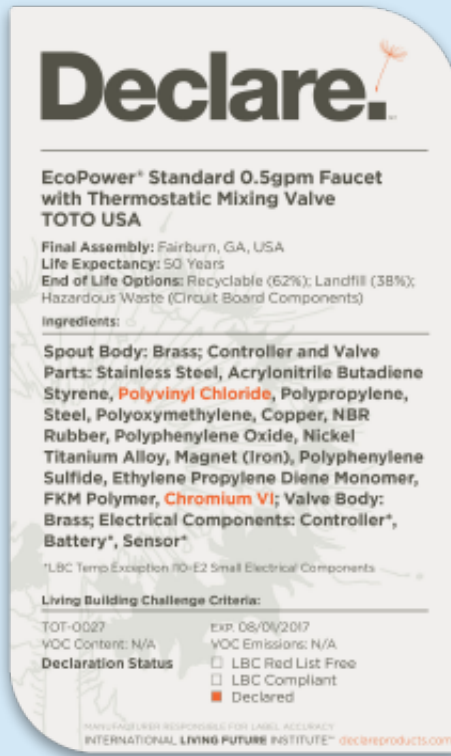 Declare.
EcoPower® Standard 0.5gpm Faucet
with Thermostatic Mixing Valve
TOTO USA
Final Assembly: Fairburn, GA, USA
Life Expectancy: 50 Years
End of Life Options: Recyclable (62%); Landfill (38%);
Hazardous Waste (Circuit Board Components)
Ingredients:
Spout Body: Brass; Controller and Valve
Parts: Stainless Steel, Acrylonitrile Butadiene
Styrene, Polyvinyl Chloride, Polypropylene,
Steel, Polyoxymethylene, Copper, NBR
Rubber, Polyphenylene Oxide, Nickel
Titanium Alloy, Magnet (Iron), Polyphenylene
Sulfide, Ethylene Propylene Diene Monomer,
FKM Polymer, Chromium VI; Valve Body:
Brass; Electrical Components: Controller*,
Battery*, Sensor*
*LBC Temp Exception I10-E2 Small Electrical Components
Living Building Challenge Criteria:
TOT-0027 EXP. 08/01/2017
VOC Content: N/A VOC Emissions: N/A
Declaration Status LBC Red List Free
LBC Compliant
Declared
MANUFACTURER RESPONSIBLE FOR LABEL ACCURACY
INTERNATIONAL LIVING FUTURE INSTITUTE™ declareproducts.com